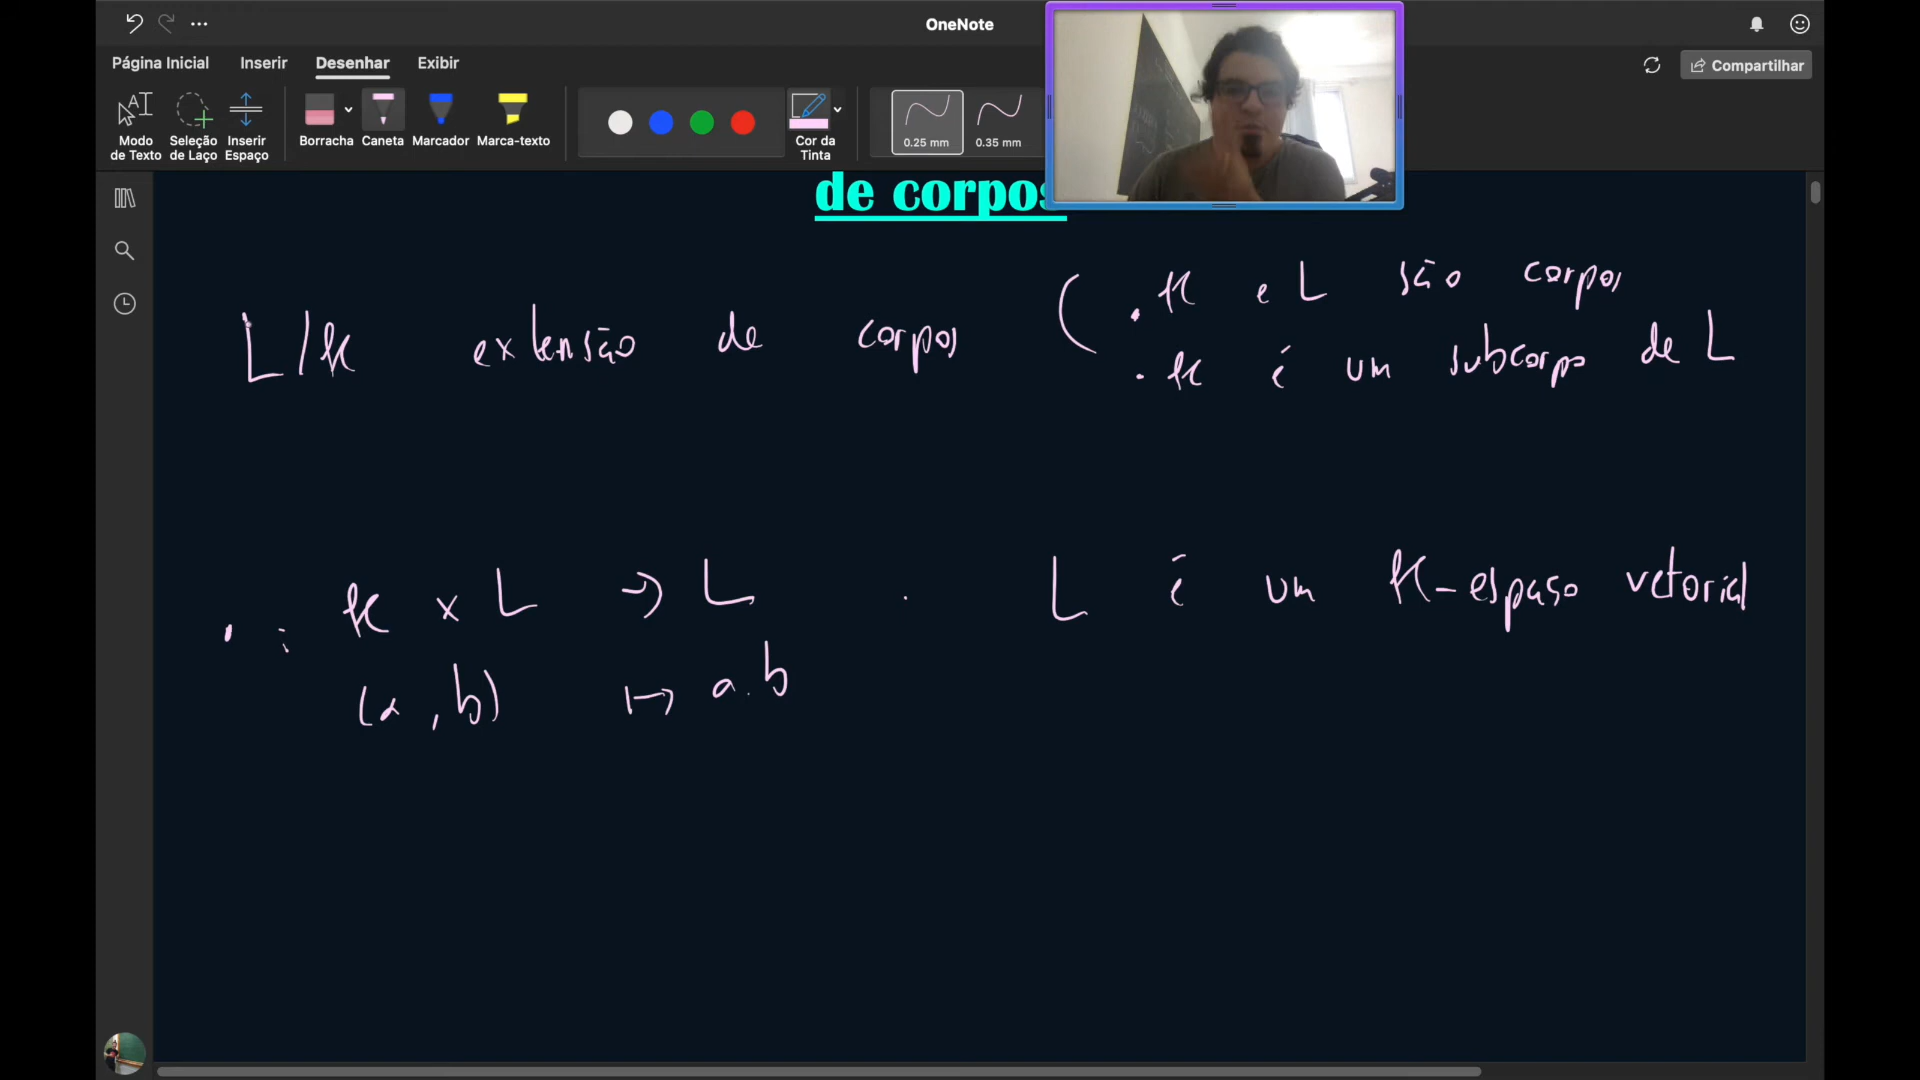 OneNote
Página Inicial Inserir Desenhar Exibir
Compartilhar
Modo de Texto
Seleção de Laço
Inserir Espaço
Borracha
Caneta
Marcador
Marca-texto
Cor da Tinta
0.25 mm
0.35 mm
de corpos
L/K extensão de corpos ( . K e L são corpos
. K é um subcorpo de L
. : K x L → L . L é um K-espaso vetorial
(a, b) ↦ a.b